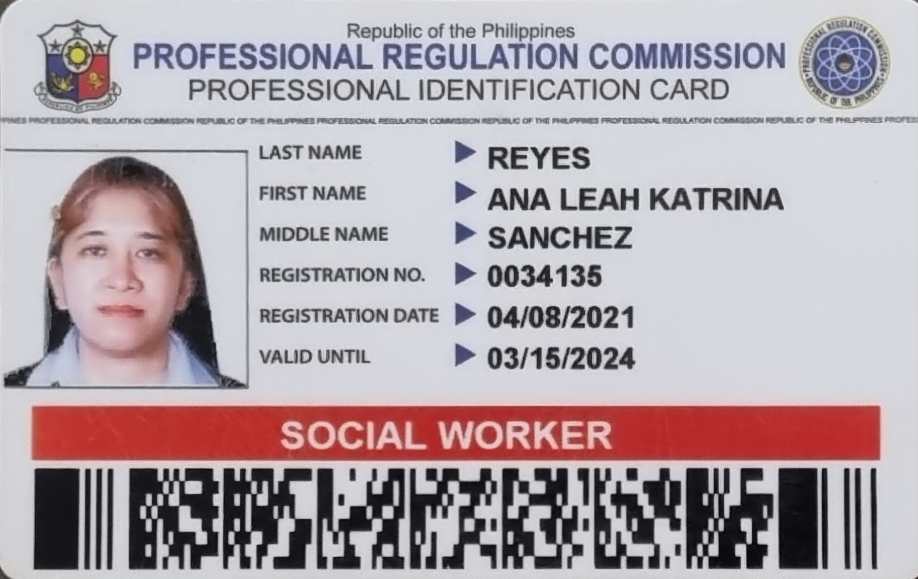 Republic of the Philippines
PROFESSIONAL REGULATION COMMISSION
PROFESSIONAL IDENTIFICATION CARD
PROFESSIONAL REGULATION COMMISSION REPUBLIC OF THE PHILIPPINES PROFESSIONAL REGULATION COMMISSION REPUBLIC OF THE PHILIPPINES PROFESSIONAL REGULATION COMMISSION REPUBLIC OF THE PHILIPPINES
LAST NAME REYES
FIRST NAME ANA LEAH KATRINA
MIDDLE NAME SANCHEZ
REGISTRATION NO. 0034135
REGISTRATION DATE 04/08/2021
VALID UNTIL 03/15/2024
SOCIAL WORKER